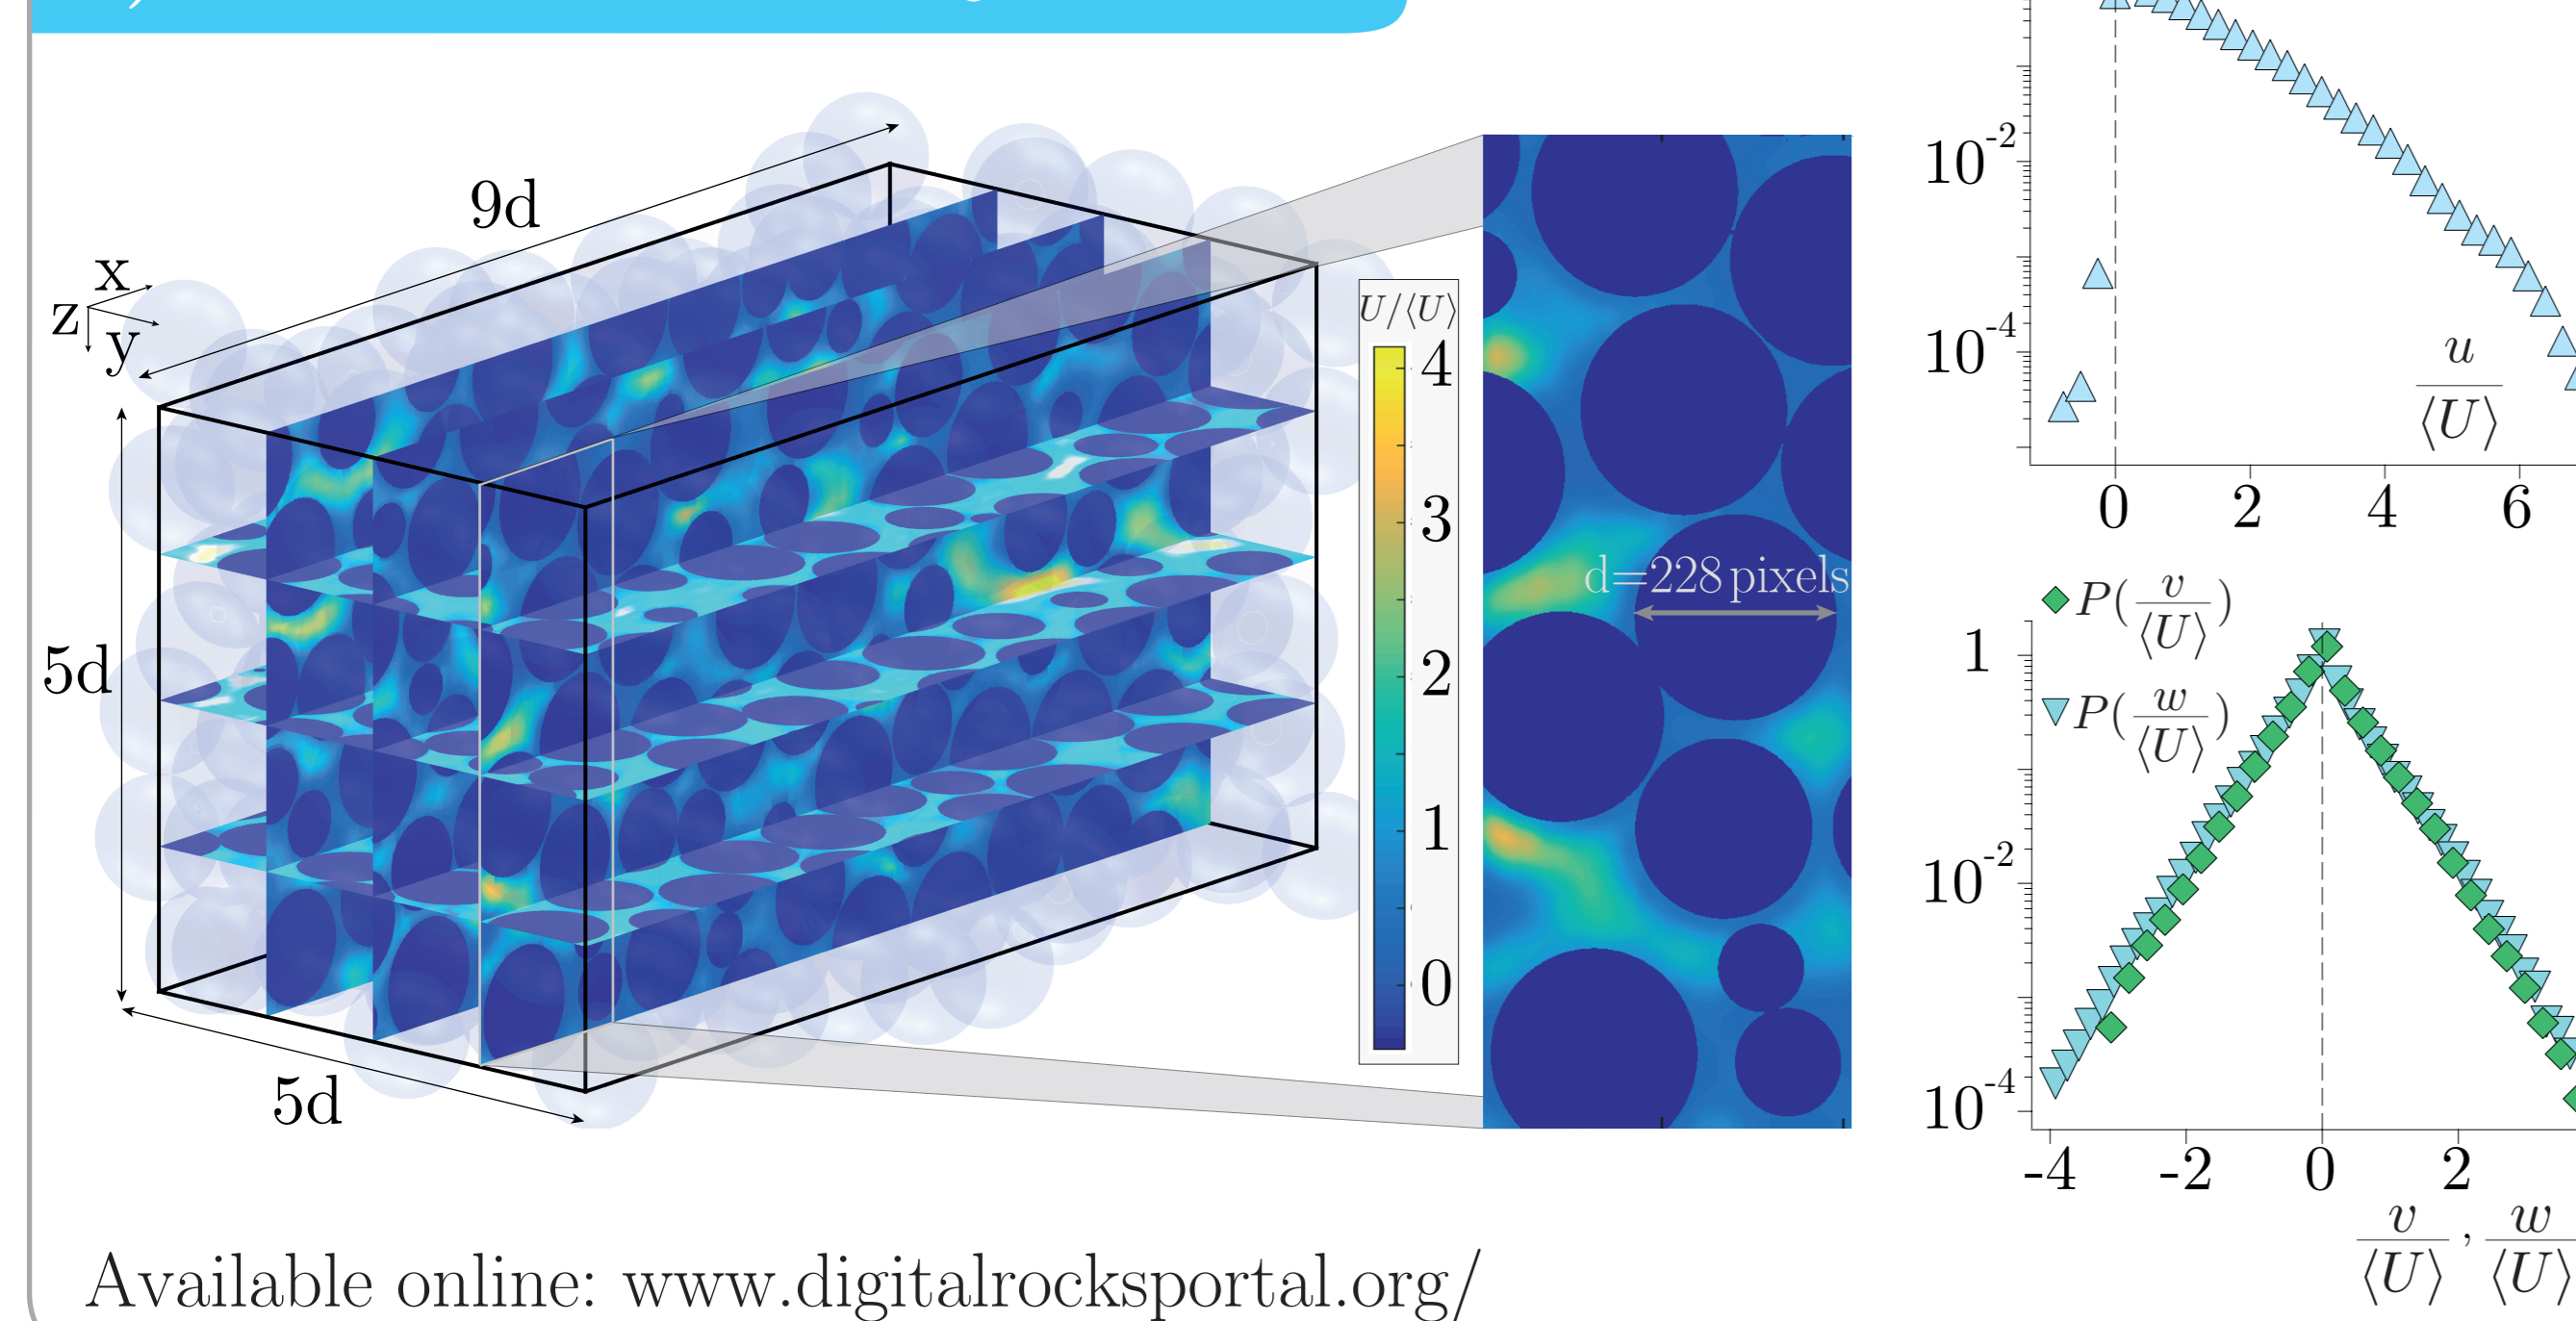 9d
x
z
y
5d
5d
U/⟨U⟩
4
3
2
1
0
d=228 pixels
10^-2
10^-4
u/⟨U⟩
0 2 4 6
P(v/⟨U⟩)
P(w/⟨U⟩)
1
10^-2
10^-4
-4 -2 0 2
v/⟨U⟩ , w/⟨U⟩
Available online: www.digitalrocksportal.org/